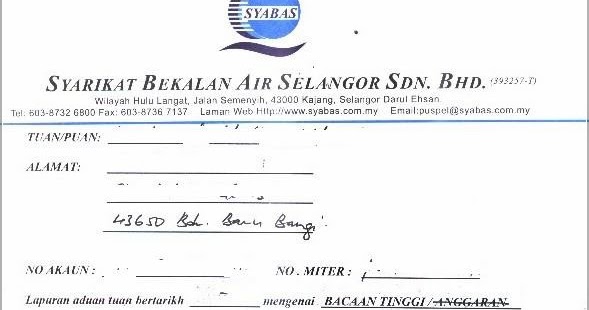 SYABAS
SYARIKAT BEKALAN AIR SELANGOR SDN. BHD. (393257-T)
Wilayah Hulu Langat, Jalan Semenyih, 43000 Kajang, Selangor Darul Ehsan.
Tel: 603-8732 6800 Fax: 603-8736 7137 Laman Web Http://www.syabas.com.my Email:puspel@syabas.com.my
TUAN/PUAN:
ALAMAT:
43650 Bdr. Baru Bangi
NO AKAUN: NO. MITER:
Laporan aduan tuan bertarikh mengenai BACAAN TINGGI/ANGGARAN